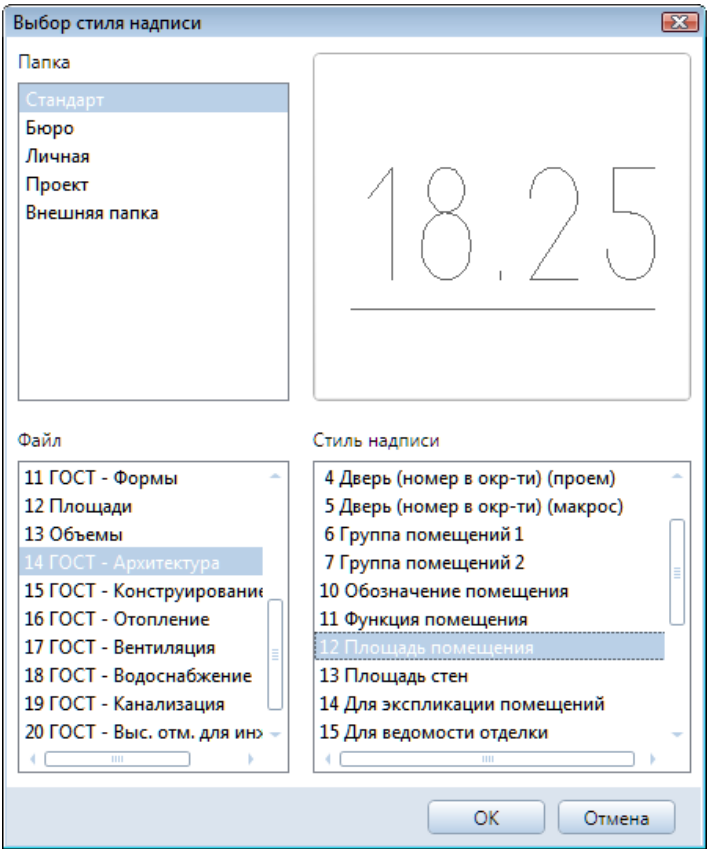 Выбор стиля надписи
Папка
Стандарт
Бюро
Личная
Проект
Внешняя папка
18.25
Файл
11 ГОСТ - Формы
12 Площади
13 Объемы
14 ГОСТ - Архитектура
15 ГОСТ - Конструирование
16 ГОСТ - Отопление
17 ГОСТ - Вентиляция
18 ГОСТ - Водоснабжение
19 ГОСТ - Канализация
20 ГОСТ - Выс. отм. для инж
Стиль надписи
4 Дверь (номер в окр-ти) (проем)
5 Дверь (номер в окр-ти) (макрос)
6 Группа помещений 1
7 Группа помещений 2
10 Обозначение помещения
11 Функция помещения
12 Площадь помещения
13 Площадь стен
14 Для экспликации помещений
15 Для ведомости отделки
OK
Отмена